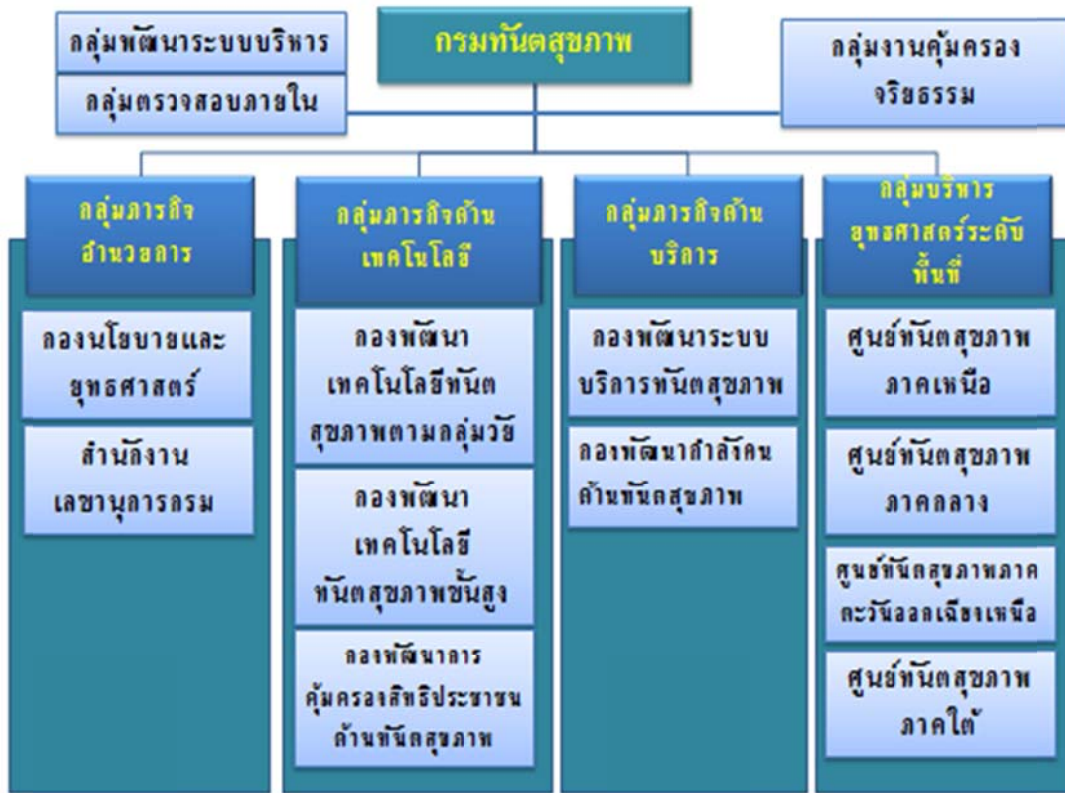 กลุ่มพัฒนาระบบบริหาร
กลุ่มตรวจสอบภายใน
กรมทันตสุขภาพ
กลุ่มงานคุ้มครอง
จริยธรรม
กลุ่มภารกิจ
อำนวยการ
กองนโยบายและ
ยุทธศาสตร์
สำนักงาน
เลขานุการกรม
กลุ่มภารกิจด้าน
เทคโนโลยี
กองพัฒนา
เทคโนโลยีทันต
สุขภาพตามกลุ่มวัย
กองพัฒนา
เทคโนโลยี
ทันตสุขภาพขั้นสูง
กองพัฒนาการ
คุ้มครองสิทธิประชาชน
ด้านทันตสุขภาพ
กลุ่มภารกิจด้าน
บริการ
กองพัฒนาระบบ
บริการทันตสุขภาพ
กองพัฒนากำลังคน
ด้านทันตสุขภาพ
กลุ่มบริหาร
ยุทธศาสตร์ระดับ
พื้นที่
ศูนย์ทันตสุขภาพ
ภาคเหนือ
ศูนย์ทันตสุขภาพ
ภาคกลาง
ศูนย์ทันตสุขภาพภาค
ตะวันออกเฉียงเหนือ
ศูนย์ทันตสุขภาพ
ภาคใต้